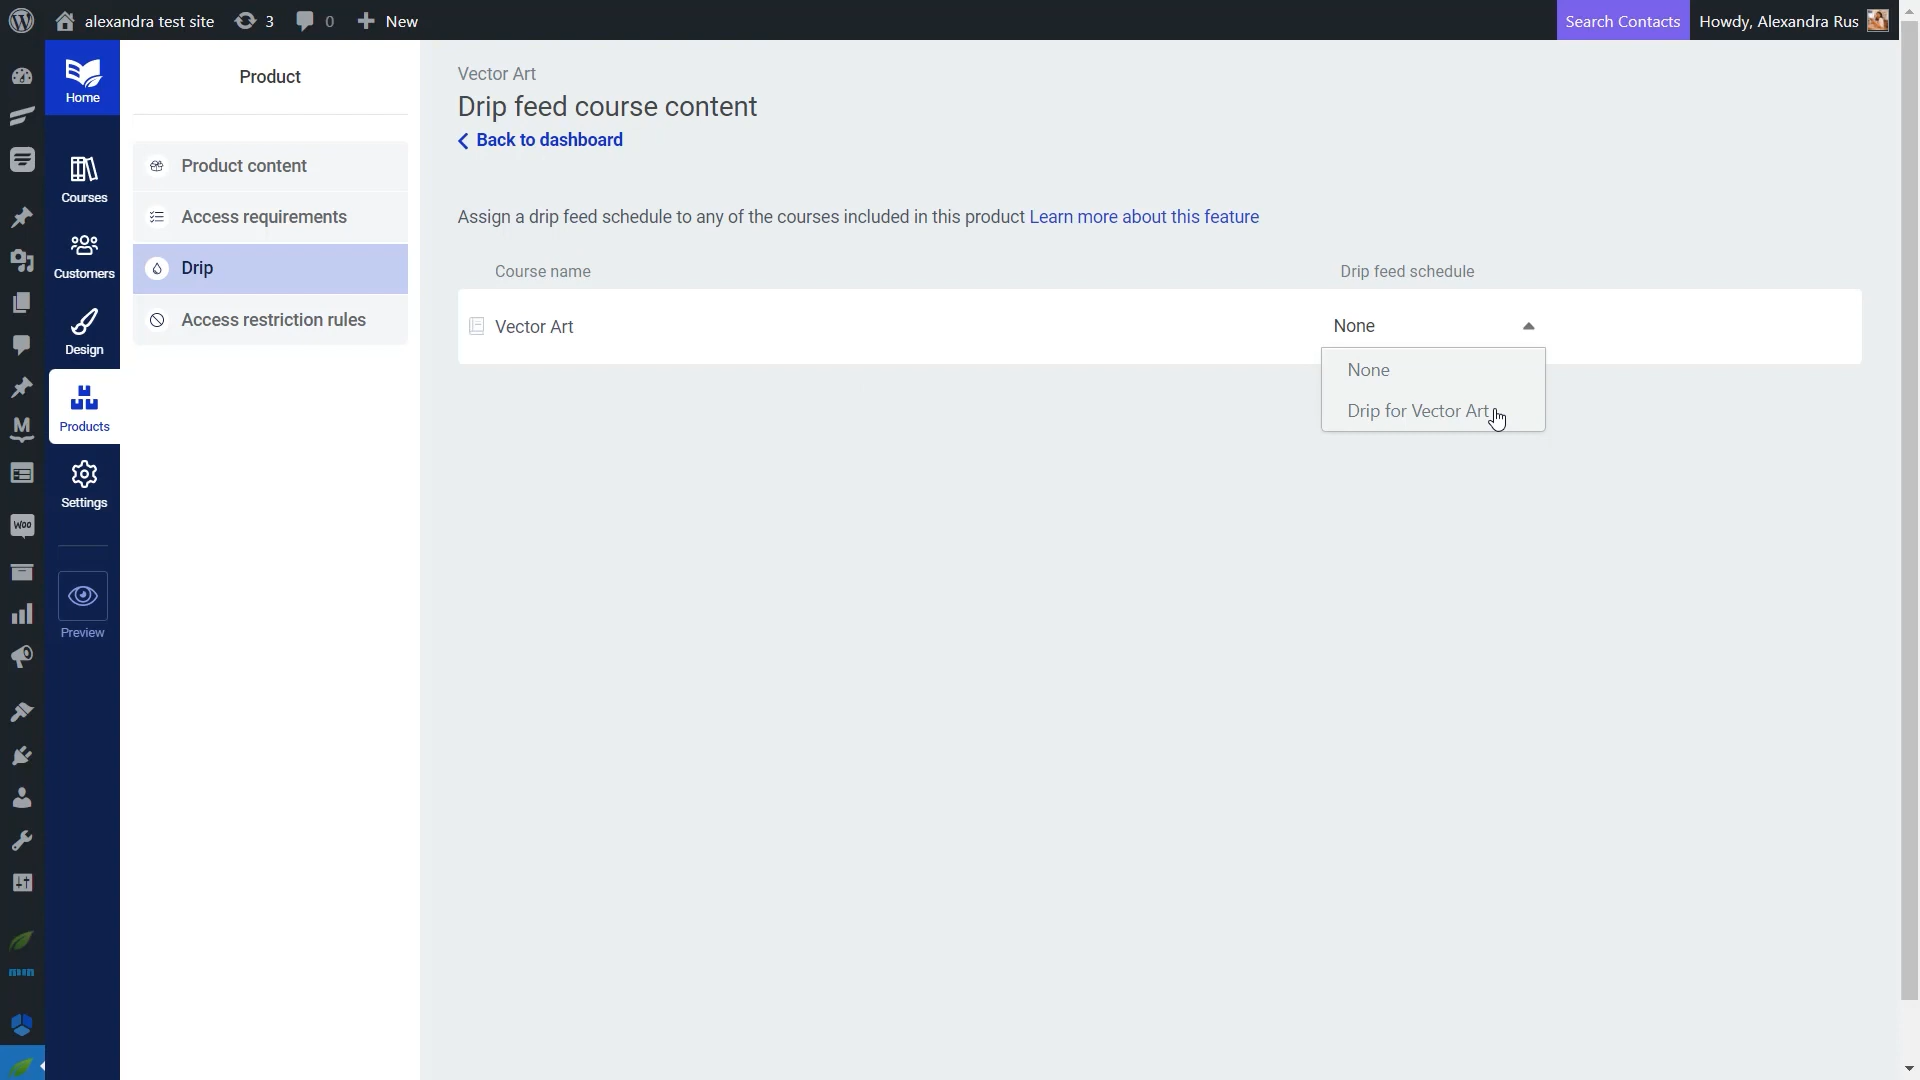 alexandra test site
3
0
New
Search Contacts
Howdy, Alexandra Rus
Home
Courses
Customers
Design
Products
Settings
Preview
Product
Product content
Access requirements
Drip
Access restriction rules
Vector Art
Drip feed course content
Back to dashboard
Assign a drip feed schedule to any of the courses included in this product Learn more about this feature
Course name
Drip feed schedule
Vector Art
None
None
Drip for Vector Art
M
Woo